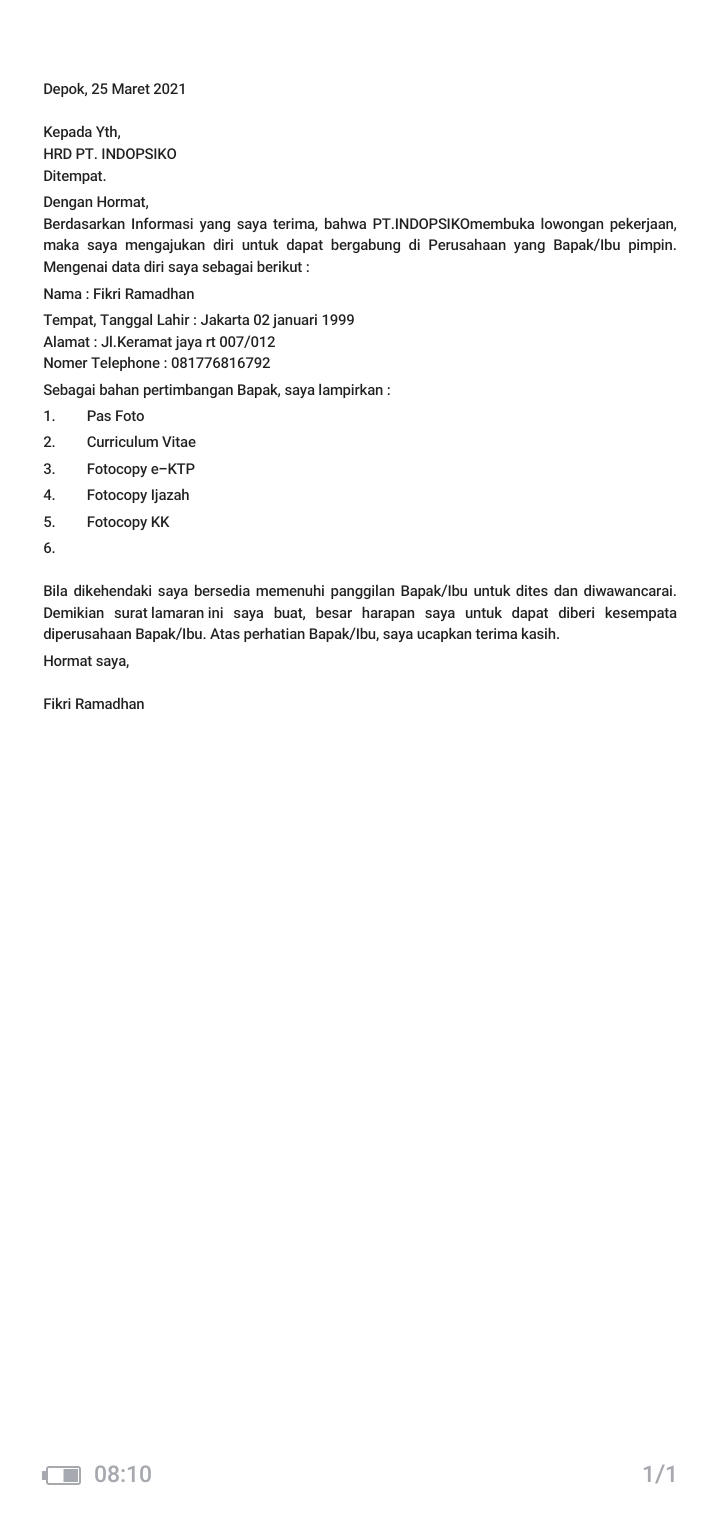 Depok, 25 Maret 2021
Kepada Yth,
HRD PT. INDOPSIKO
Ditempat.
Dengan Hormat,
Berdasarkan Informasi yang saya terima, bahwa PT.INDOPSIKOmembuka lowongan pekerjaan,
maka saya mengajukan diri untuk dapat bergabung di Perusahaan yang Bapak/Ibu pimpin.
Mengenai data diri saya sebagai berikut :
Nama : Fikri Ramadhan
Tempat, Tanggal Lahir : Jakarta 02 januari 1999
Alamat : Jl.Keramat jaya rt 007/012
Nomer Telephone : 081776816792
Sebagai bahan pertimbangan Bapak, saya lampirkan :
1. Pas Foto
2. Curriculum Vitae
3. Fotocopy e–KTP
4. Fotocopy Ijazah
5. Fotocopy KK
6.
Bila dikehendaki saya bersedia memenuhi panggilan Bapak/Ibu untuk dites dan diwawancarai.
Demikian surat lamaran ini saya buat, besar harapan saya untuk dapat diberi kesempata
diperusahaan Bapak/Ibu. Atas perhatian Bapak/Ibu, saya ucapkan terima kasih.
Hormat saya,
Fikri Ramadhan
08:10 1/1